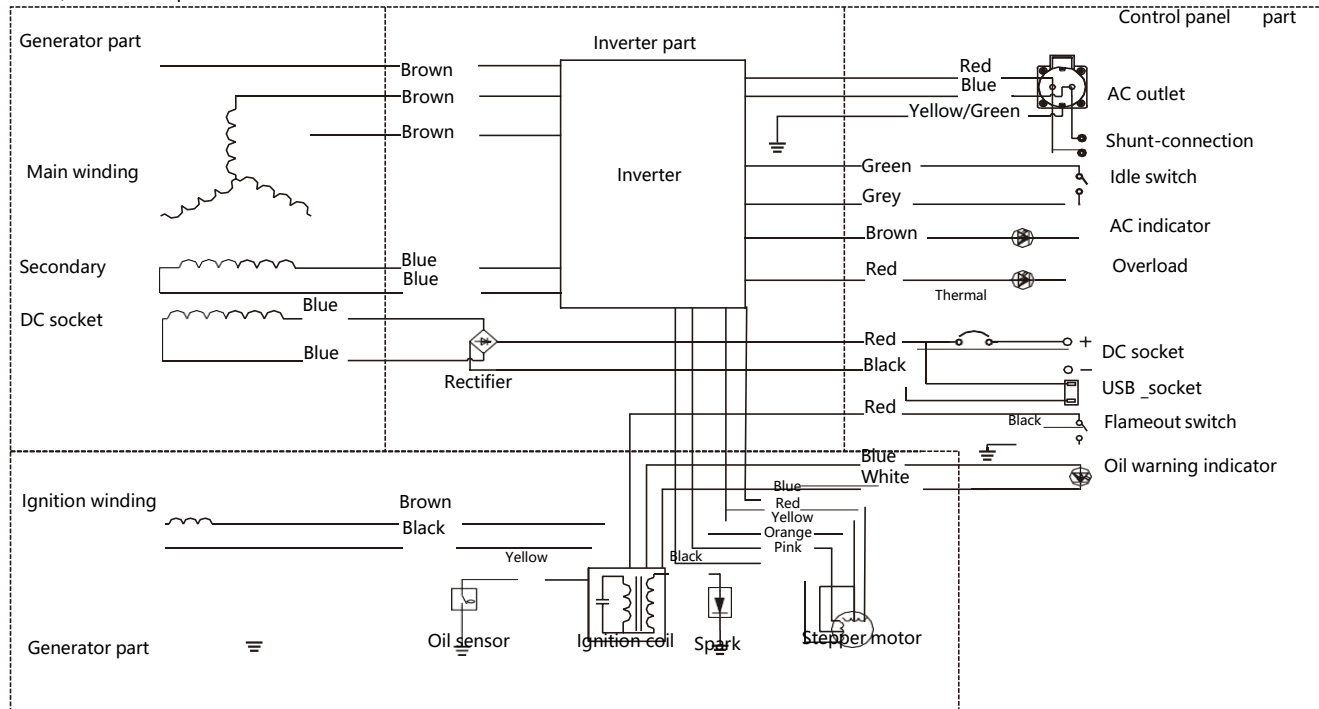 Control panel part
Generator part
Inverter part
Brown
Red
Blue
Brown
AC outlet
Yellow/Green
Brown
Shunt-connection
Main winding
Inverter
Green
Idle switch
Grey
AC indicator
Brown
Secondary
Blue
Blue
Red
Overload
Thermal
DC socket
Blue
Blue
Rectifier
Red
+
DC socket
Black
–
USB _socket
Red
Black
Flameout switch
Blue
Oil warning indicator
White
Ignition winding
Brown
Black
Blue
Red
Yellow
Orange
Pink
Yellow
Black
Generator part
Oil sensor
Ignition coil
Spark
Stepper motor